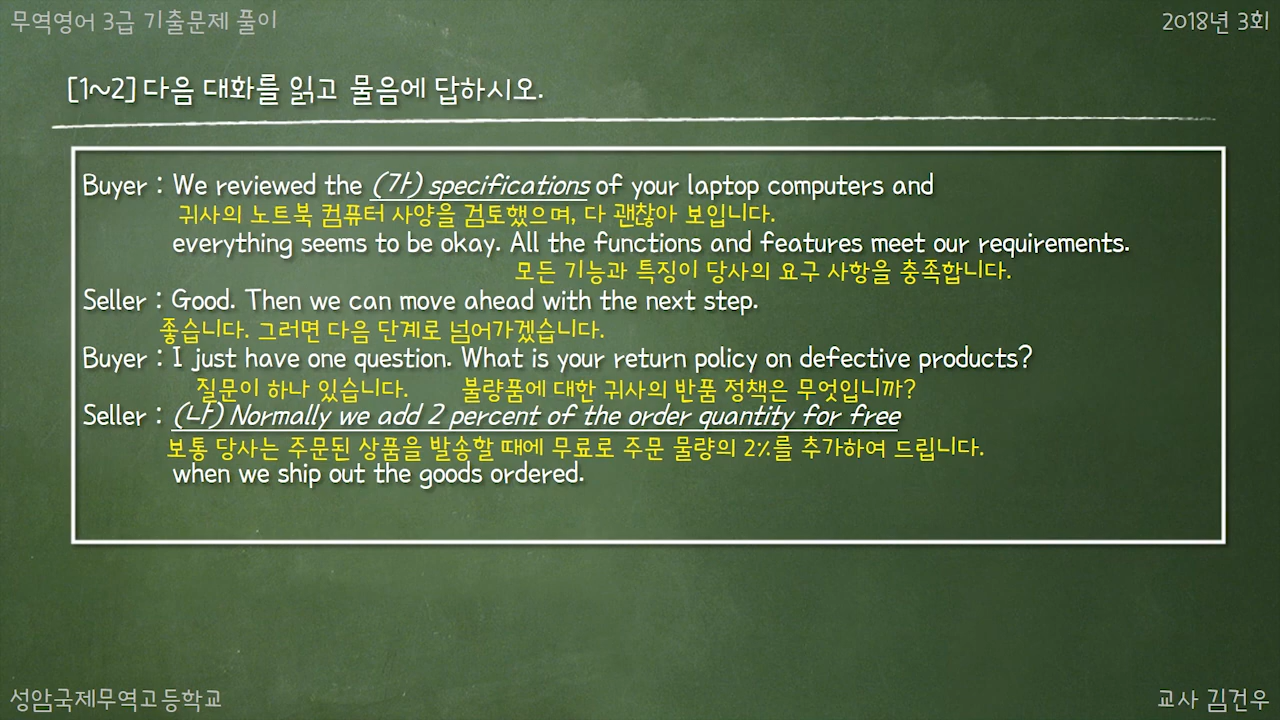 무역영어 3급 기출문제 풀이
2018년 3회
[1~2] 다음 대화를 읽고 물음에 답하시오.
Buyer : We reviewed the (가) specifications of your laptop computers and
귀사의 노트북 컴퓨터 사양을 검토했으며, 다 괜찮아 보입니다.
everything seems to be okay. All the functions and features meet our requirements.
모든 기능과 특징이 당사의 요구 사항을 충족합니다.
Seller : Good. Then we can move ahead with the next step.
좋습니다. 그러면 다음 단계로 넘어가겠습니다.
Buyer : I just have one question. What is your return policy on defective products?
질문이 하나 있습니다. 불량품에 대한 귀사의 반품 정책은 무엇입니까?
Seller : (나) Normally we add 2 percent of the order quantity for free
보통 당사는 주문된 상품을 발송할 때에 무료로 주문 물량의 2%를 추가하여 드립니다.
when we ship out the goods ordered.
성암국제무역고등학교
교사 김건우